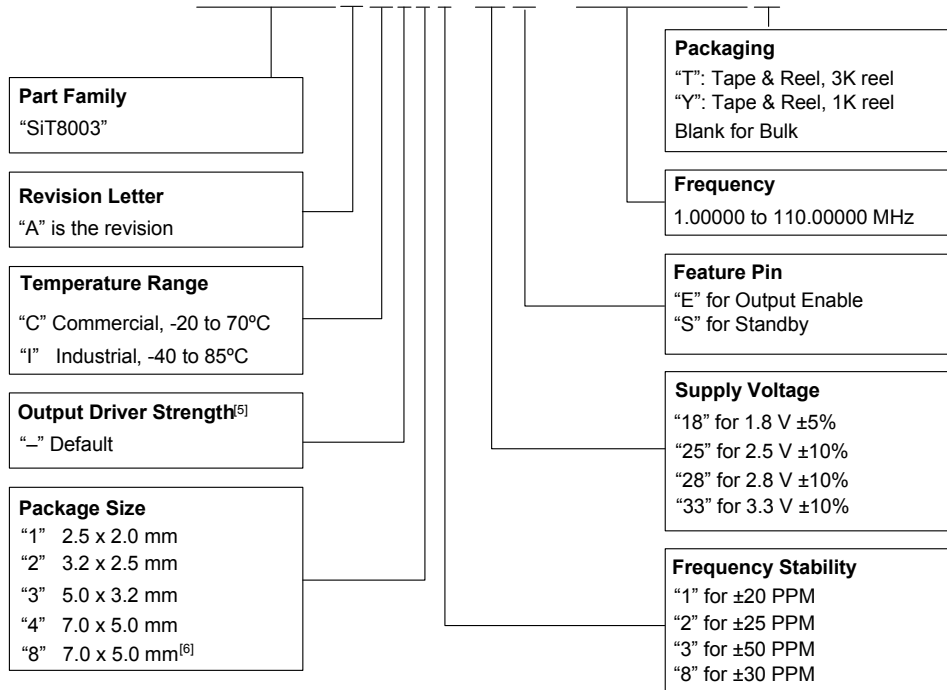 Part Family
“SiT8003”
Revision Letter
“A” is the revision
Temperature Range
“C” Commercial, -20 to 70ºC
“I” Industrial, -40 to 85ºC
Output Driver Strength[5]
“–” Default
Package Size
“1” 2.5 x 2.0 mm
“2” 3.2 x 2.5 mm
“3” 5.0 x 3.2 mm
“4” 7.0 x 5.0 mm
“8” 7.0 x 5.0 mm[6]
Packaging
“T”: Tape & Reel, 3K reel
“Y”: Tape & Reel, 1K reel
Blank for Bulk
Frequency
1.00000 to 110.00000 MHz
Feature Pin
“E” for Output Enable
“S” for Standby
Supply Voltage
“18” for 1.8 V ±5%
“25” for 2.5 V ±10%
“28” for 2.8 V ±10%
“33” for 3.3 V ±10%
Frequency Stability
“1” for ±20 PPM
“2” for ±25 PPM
“3” for ±50 PPM
“8” for ±30 PPM